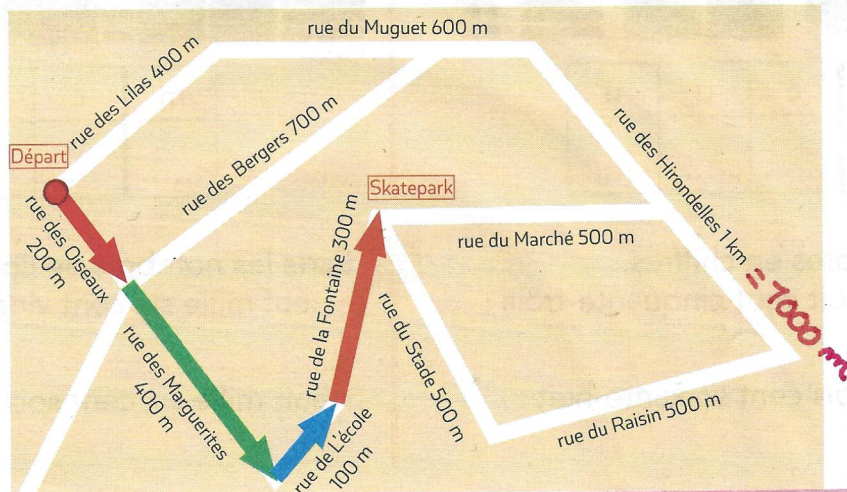 rue du Muguet 600 m
rue des Lilas 400 m
Départ
rue des Bergers 700 m
rue des Hirondelles 1 km
= 1000 m
Skatepark
rue des Oiseaux
200 m
rue de la Fontaine 300 m
rue du Marché 500 m
rue des Marguerites
400 m
rue du Stade 500 m
rue de L'école
100 m
rue du Raisin 500 m